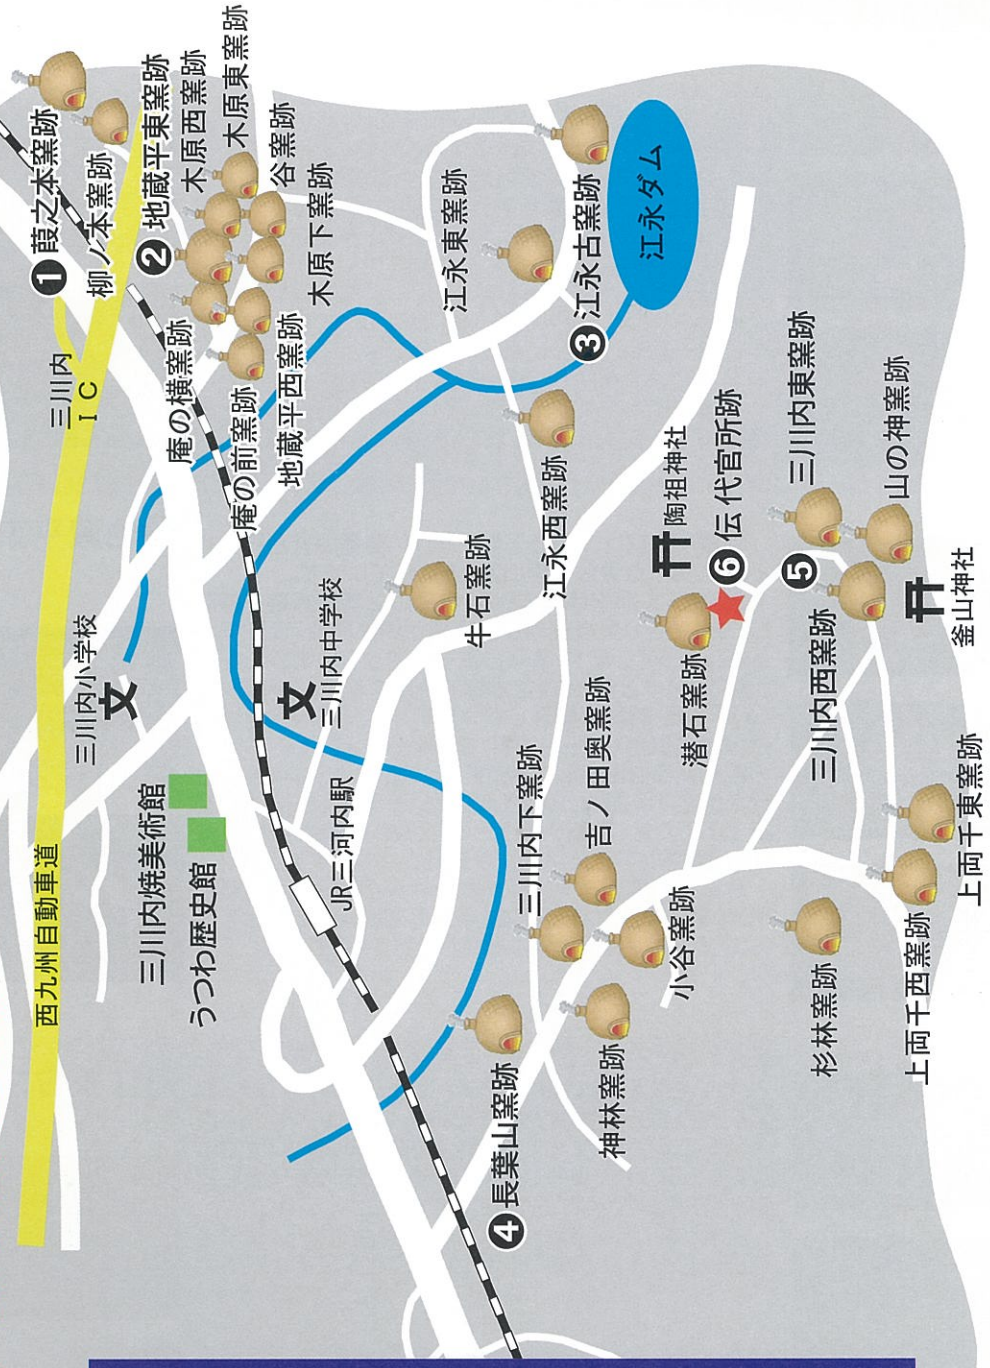 西九州自動車道
三川内小学校
文
三川内
IC
❶葭之本窯跡
柳ノ本窯跡
❷地蔵平東窯跡
木原西窯跡
木原東窯跡
谷窯跡
木原下窯跡
庵の横窯跡
庵の前窯跡
地蔵平西窯跡
三川内焼美術館
うつわ歴史館
JR三河内駅
文
三川内中学校
牛石窯跡
江永東窯跡
❸江永古窯跡
江永ダム
江永西窯跡
❹長葉山窯跡
三川内下窯跡
吉ノ田奥窯跡
神林窯跡
小谷窯跡
潜石窯跡
陶祖神社
❻伝代官所跡
❺
三川内東窯跡
三川内西窯跡
山の神窯跡
釜山神社
杉林窯跡
上両千西窯跡
上両千東窯跡